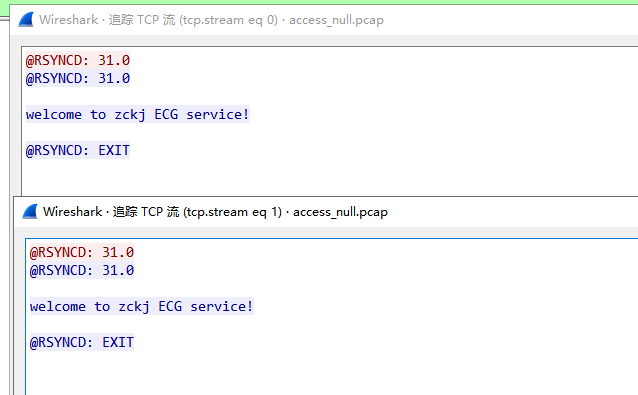 Wireshark · 追踪 TCP 流 (tcp.stream eq 0) · access_null.pcap
@RSYNCD: 31.0
@RSYNCD: 31.0
welcome to zckj ECG service!
@RSYNCD: EXIT
Wireshark · 追踪 TCP 流 (tcp.stream eq 1) · access_null.pcap
@RSYNCD: 31.0
@RSYNCD: 31.0
welcome to zckj ECG service!
@RSYNCD: EXIT